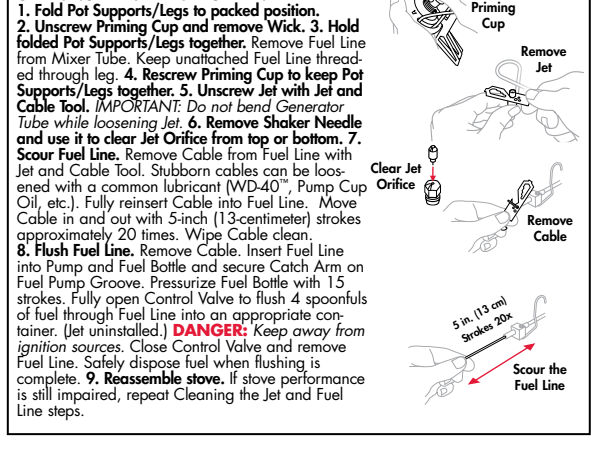 1. Fold Pot Supports/Legs to packed position.
2. Unscrew Priming Cup and remove Wick. 3. Hold
folded Pot Supports/Legs together. Remove Fuel Line
from Mixer Tube. Keep unattached Fuel Line thread-
ed through leg. 4. Rescrew Priming Cup to keep Pot
Supports/Legs together. 5. Unscrew Jet with Jet and
Cable Tool. IMPORTANT: Do not bend Generator
Tube while loosening Jet. 6. Remove Shaker Needle
and use it to clear Jet Orifice from top or bottom. 7.
Scour Fuel Line. Remove Cable from Fuel Line with
Jet and Cable Tool. Stubborn cables can be loos-
ened with a common lubricant (WD-40™, Pump Cup
Oil, etc.). Fully reinsert Cable into Fuel Line. Move
Cable in and out with 5-inch (13-centimeter) strokes
approximately 20 times. Wipe Cable clean.
8. Flush Fuel Line. Remove Cable. Insert Fuel Line
into Pump and Fuel Bottle and secure Catch Arm on
Fuel Pump Groove. Pressurize Fuel Bottle with 15
strokes. Fully open Control Valve to flush 4 spoonfuls
of fuel through Fuel Line into an appropriate con-
tainer. (Jet uninstalled.) DANGER: Keep away from
ignition sources. Close Control Valve and remove
Fuel Line. Safely dispose fuel when flushing is
complete. 9. Reassemble stove. If stove performance
is still impaired, repeat Cleaning the Jet and Fuel
Line steps.
Priming
Cup
Remove
Jet
Clear Jet
Orifice
Remove
Cable
5 in. (13 cm)
Strokes 20x
Scour the
Fuel Line